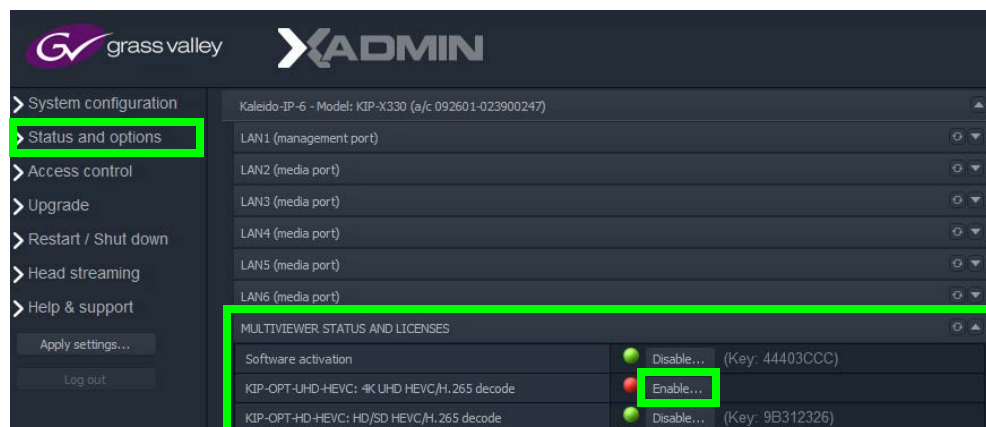 grass valley XADMIN
System configuration
Status and options
Access control
Upgrade
Restart / Shut down
Head streaming
Help & support
Apply settings...
Log out
Kaleido-IP-6 - Model: KIP-X330 (a/c 092601-023900247)
LAN1 (management port)
LAN2 (media port)
LAN3 (media port)
LAN4 (media port)
LAN5 (media port)
LAN6 (media port)
MULTIVIEWER STATUS AND LICENSES
Software activation Disable... (Key: 44403CCC)
KIP-OPT-UHD-HEVC: 4K UHD HEVC/H.265 decode Enable...
KIP-OPT-HD-HEVC: HD/SD HEVC/H.265 decode Disable... (Key: 9B312326)